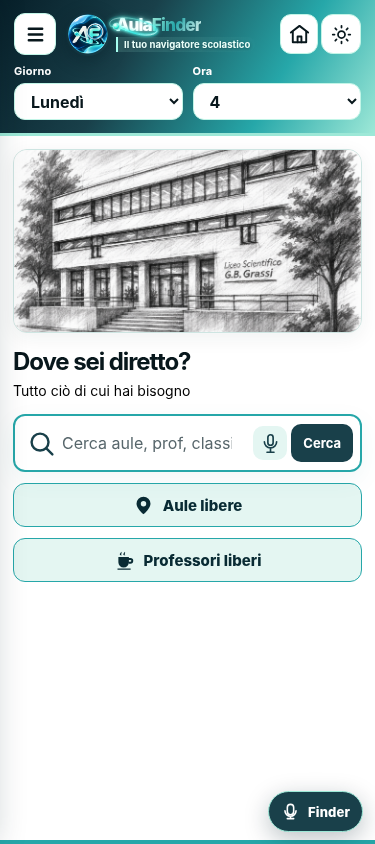 AF
AulaFinder
Il tuo navigatore scolastico
Giorno
Ora
Lunedì
4
Liceo Scientifico
G.B. Grassi
Dove sei diretto?
Tutto ciò di cui hai bisogno
Cerca aule, prof, classi
Cerca
Aule libere
Professori liberi
Finder